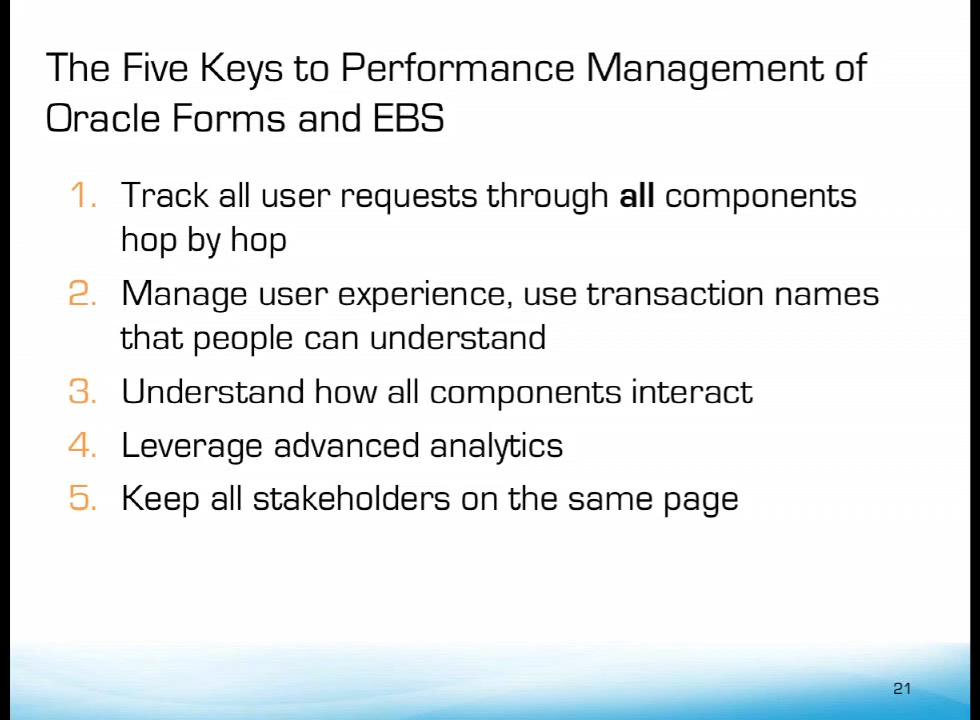 The Five Keys to Performance Management of
Oracle Forms and EBS
1. Track all user requests through all components
hop by hop
2. Manage user experience, use transaction names
that people can understand
3. Understand how all components interact
4. Leverage advanced analytics
5. Keep all stakeholders on the same page
21